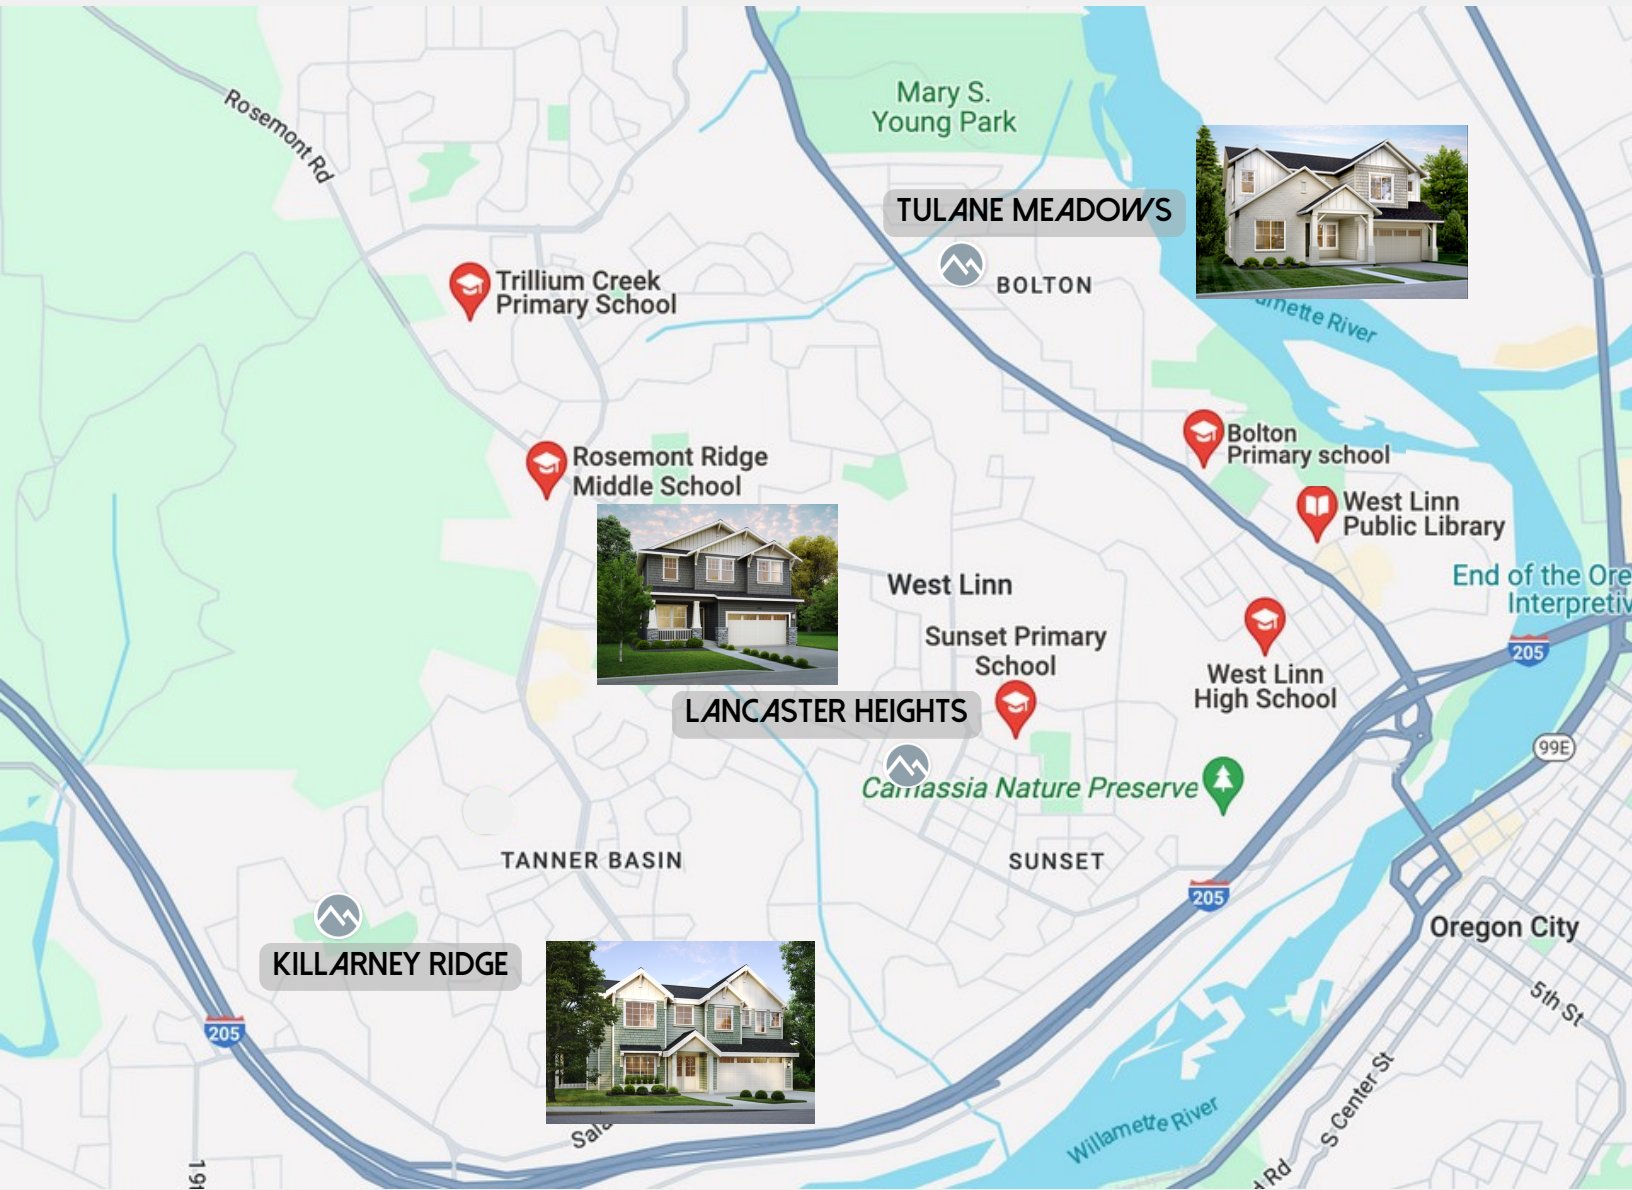 Mary S.
Young Park
Rosemont Rd
TULANE MEADOWS
Trillium Creek
Primary School
BOLTON
amette River
Bolton
Primary school
Rosemont Ridge
Middle School
West Linn
Public Library
West Linn
End of the Ore
Interpretiv
Sunset Primary
School
205
West Linn
High School
LANCASTER HEIGHTS
99E
Camassia Nature Preserve
TANNER BASIN
SUNSET
205
Oregon City
KILLARNEY RIDGE
5th St
205
S Center St
Willamette River
Sala
19t
d Rd